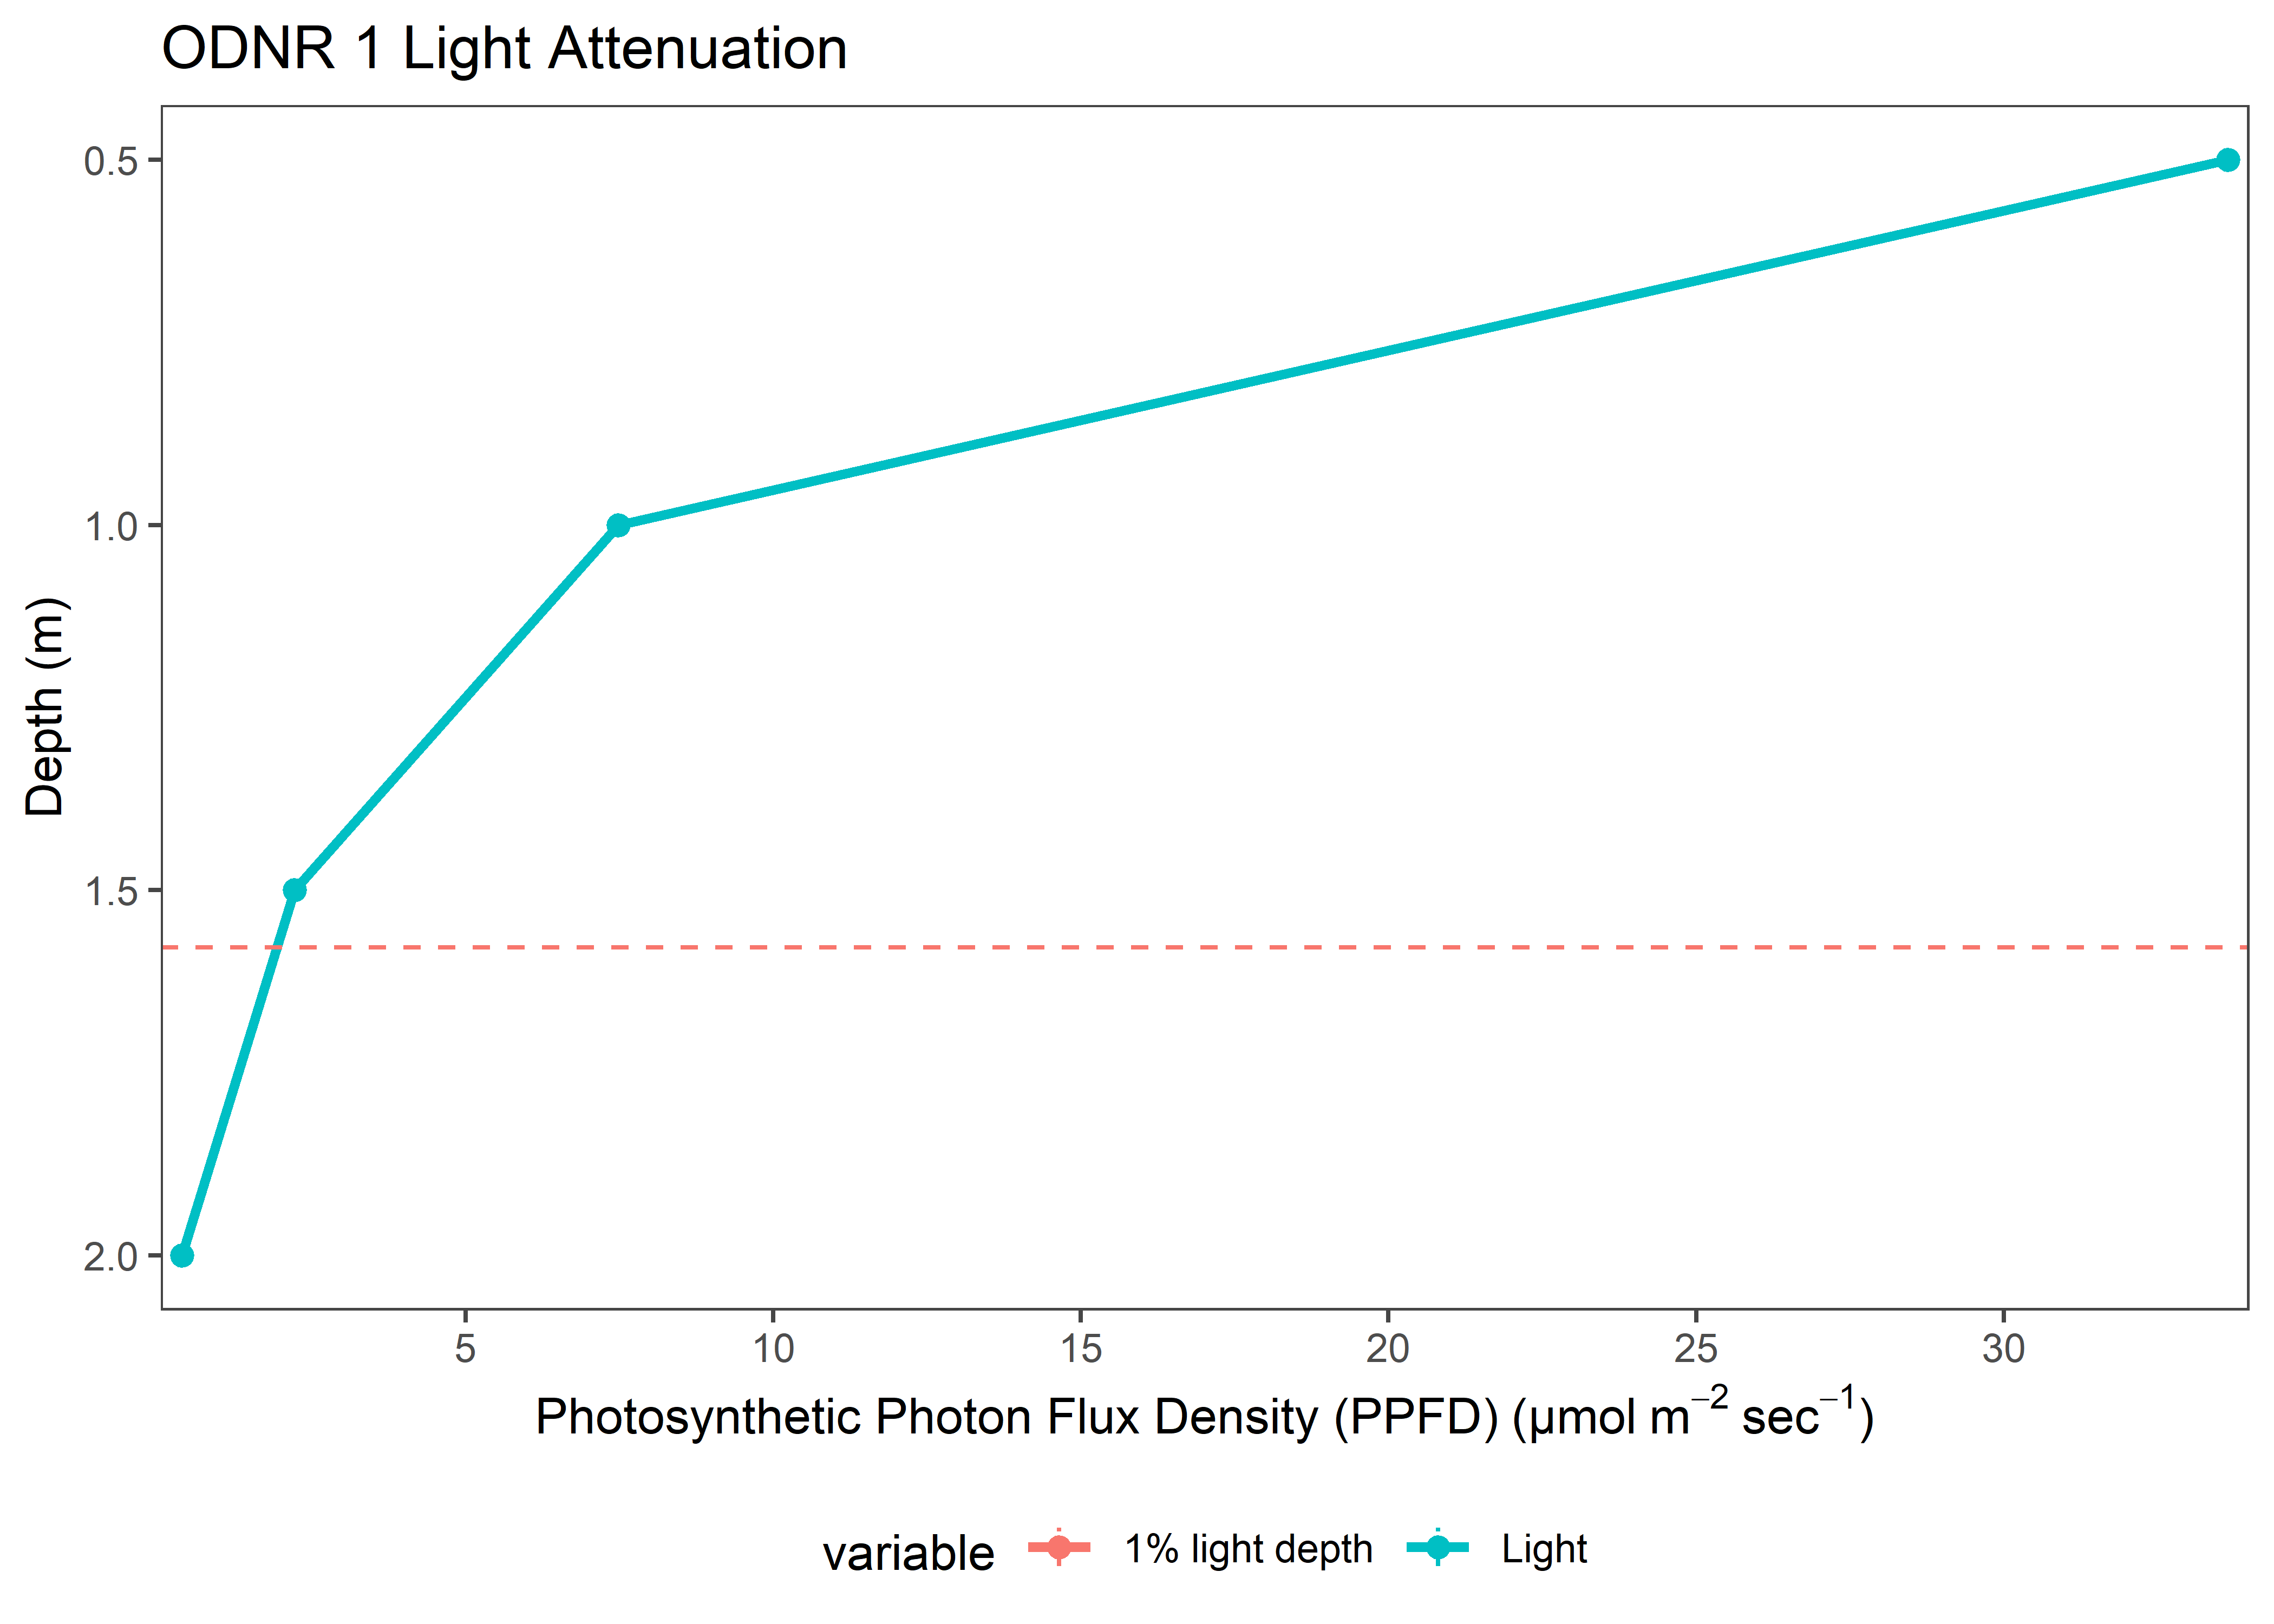 ODNR 1 Light Attenuation
0.5
1.0
1.5
2.0
Depth (m)
5 10 15 20 25 30
Photosynthetic Photon Flux Density (PPFD) (µmol m⁻² sec⁻¹)
variable 1% light depth Light